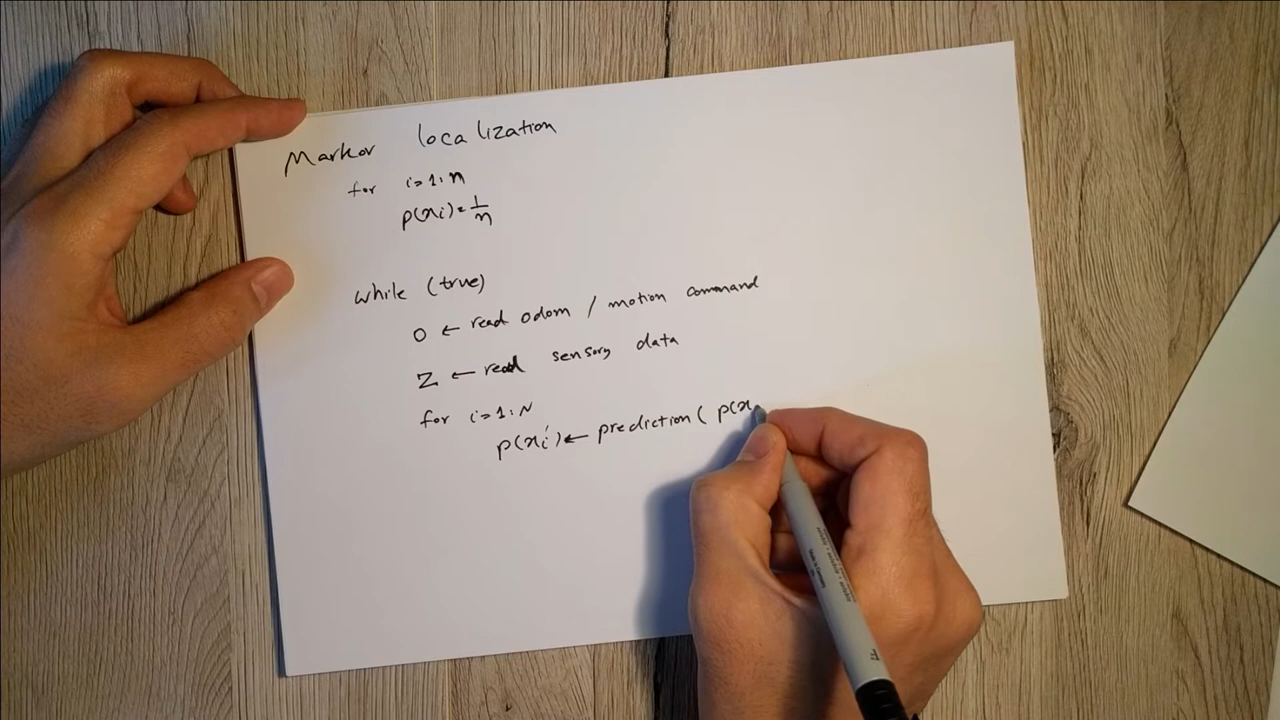 Markov localization
for i=1:n
p(xi)=1/n
while (true)
O ← read odom / motion command
Z ← read sensory data
for i=1:N
p(xi')← prediction( p(x